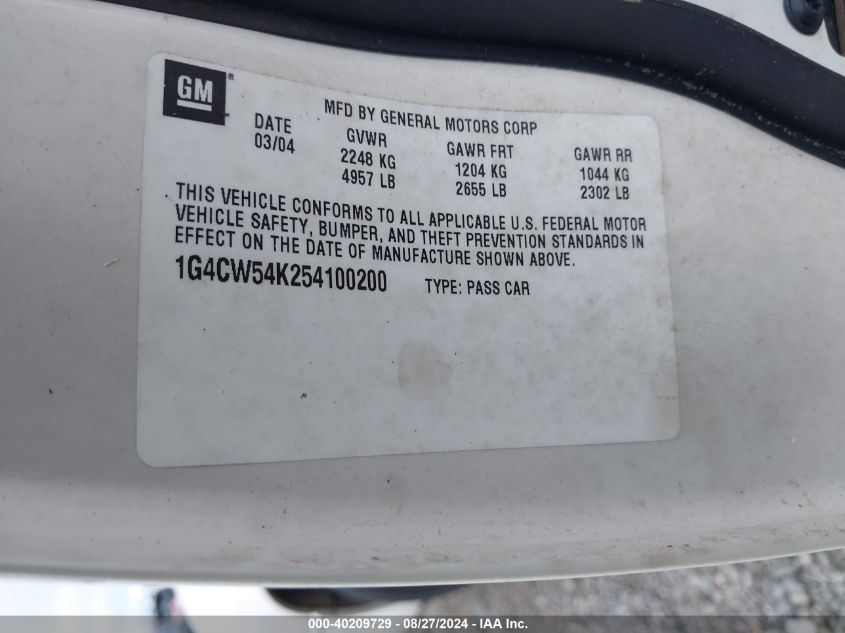 GM®
MFD BY GENERAL MOTORS CORP
DATE GVWR GAWR FRT GAWR RR
03/04 2248 KG 1204 KG 1044 KG
4957 LB 2655 LB 2302 LB
THIS VEHICLE CONFORMS TO ALL APPLICABLE U.S. FEDERAL MOTOR
VEHICLE SAFETY, BUMPER, AND THEFT PREVENTION STANDARDS IN
EFFECT ON THE DATE OF MANUFACTURE SHOWN ABOVE.
1G4CW54K254100200 TYPE: PASS CAR
000-40209729 - 08/27/2024 - IAA Inc.